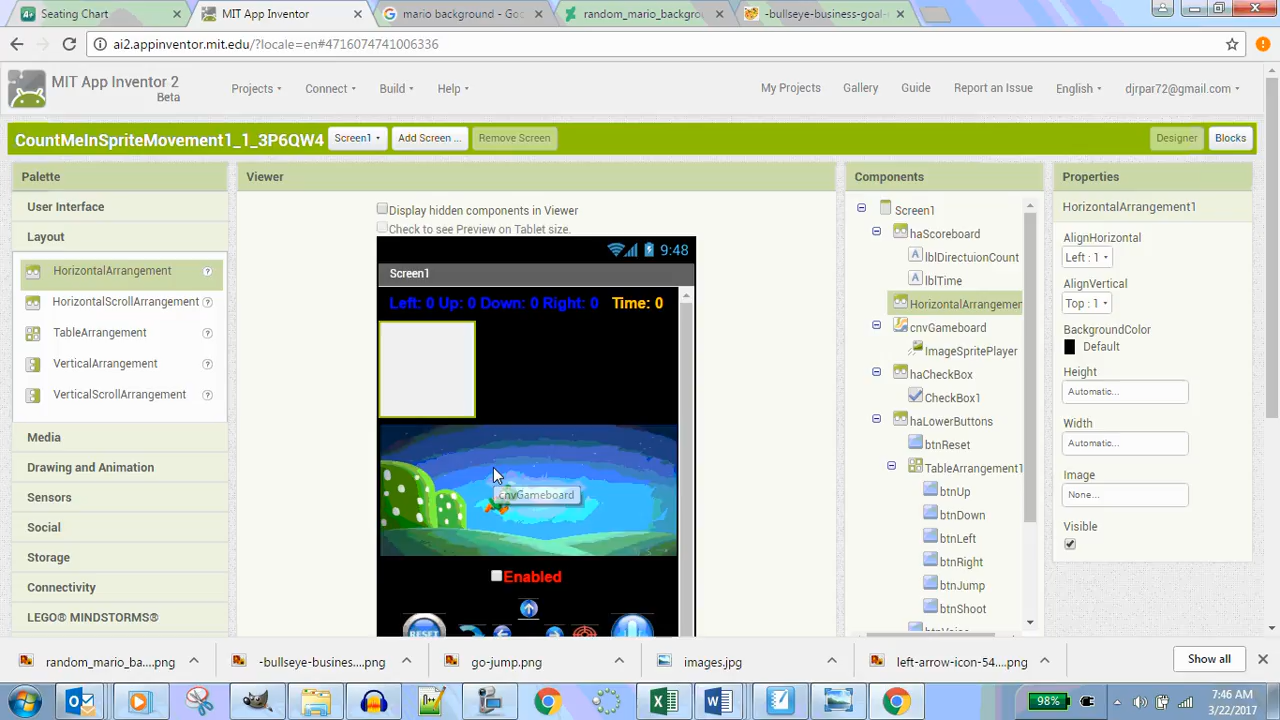 Seating Chart
MIT App Inventor
mario background - Goo
random_mario_backgrou
-bullseye-business-goal-
ai2.appinventor.mit.edu/?locale=en#4716074741006336
MIT App Inventor 2
Beta
Projects
Connect
Build
Help
My Projects
Gallery
Guide
Report an Issue
English
djrpar72@gmail.com
CountMeInSpriteMovement1_1_3P6QW4
Screen1
Add Screen ...
Remove Screen
Designer
Blocks
Palette
Viewer
Components
Properties
User Interface
Layout
HorizontalArrangement
HorizontalScrollArrangement
TableArrangement
VerticalArrangement
VerticalScrollArrangement
Media
Drawing and Animation
Sensors
Social
Storage
Connectivity
LEGO® MINDSTORMS®
Display hidden components in Viewer
Check to see Preview on Tablet size.
9:48
Screen1
Left: 0 Up: 0 Down: 0 Right: 0 Time: 0
cnvGameboard
Enabled
RESET
Screen1
haScoreboard
lblDirectuionCount
lblTime
HorizontalArrangemer
cnvGameboard
ImageSpritePlayer
haCheckBox
CheckBox1
haLowerButtons
btnReset
TableArrangement1
btnUp
btnDown
btnLeft
btnRight
btnJump
btnShoot
HorizontalArrangement1
AlignHorizontal
Left : 1
AlignVertical
Top : 1
BackgroundColor
Default
Height
Automatic...
Width
Automatic...
Image
None...
Visible
random_mario_ba....png
-bullseye-busines....png
go-jump.png
images.jpg
left-arrow-icon-54....png
Show all
98%
7:46 AM
3/22/2017